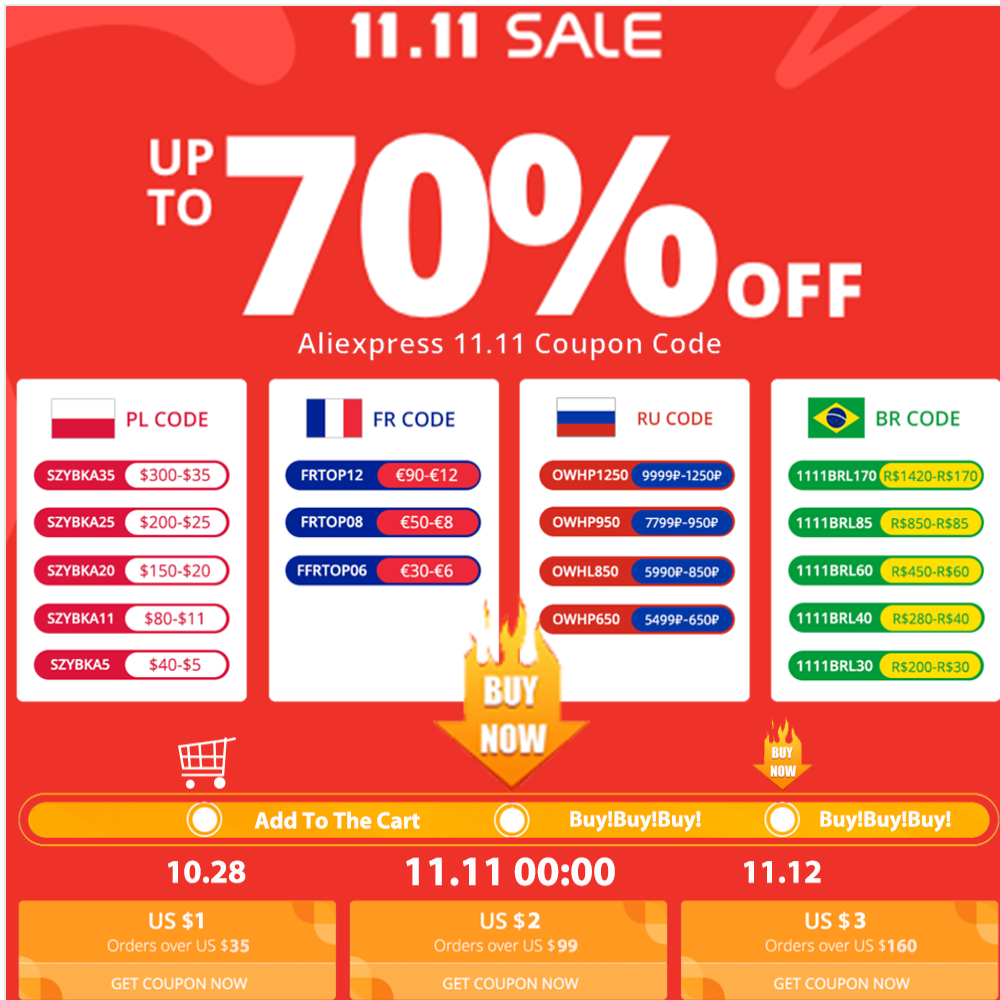 11.11 SALE
UP
TO
70%
OFF
Aliexpress 11.11 Coupon Code
PL CODE
SZYBKA35 $300-$35
SZYBKA25 $200-$25
SZYBKA20 $150-$20
SZYBKA11 $80-$11
SZYBKA5 $40-$5
FR CODE
FRTOP12 €90-€12
FRTOP08 €50-€8
FFRTOP06 €30-€6
RU CODE
OWHP1250 9999₽-1250₽
OWHP950 7799₽-950₽
OWHL850 5990₽-850₽
OWHP650 5499₽-650₽
BR CODE
1111BRL170 R$1420-R$170
1111BRL85 R$850-R$85
1111BRL60 R$450-R$60
1111BRL40 R$280-R$40
1111BRL30 R$200-R$30
BUY
NOW
BUY
NOW
Add To The Cart
Buy!Buy!Buy!
Buy!Buy!Buy!
10.28
11.11 00:00
11.12
US $1
Orders over US $35
GET COUPON NOW
US $2
Orders over US $99
GET COUPON NOW
US $3
Orders over US $160
GET COUPON NOW